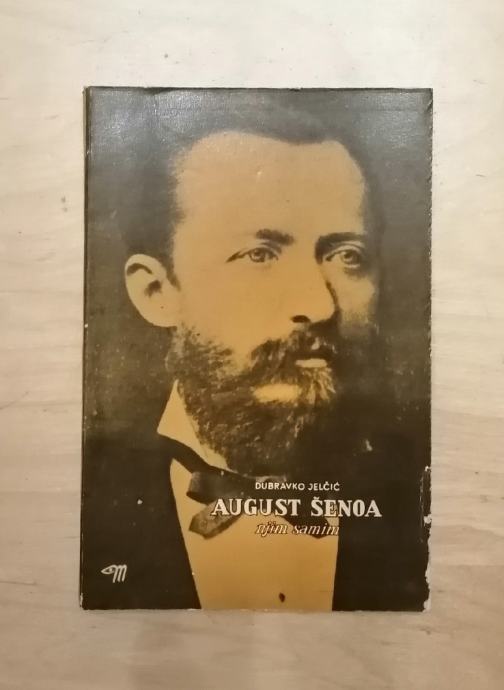 DUBRAVKO JELČIĆ
AUGUST ŠENOA
njim samim
m